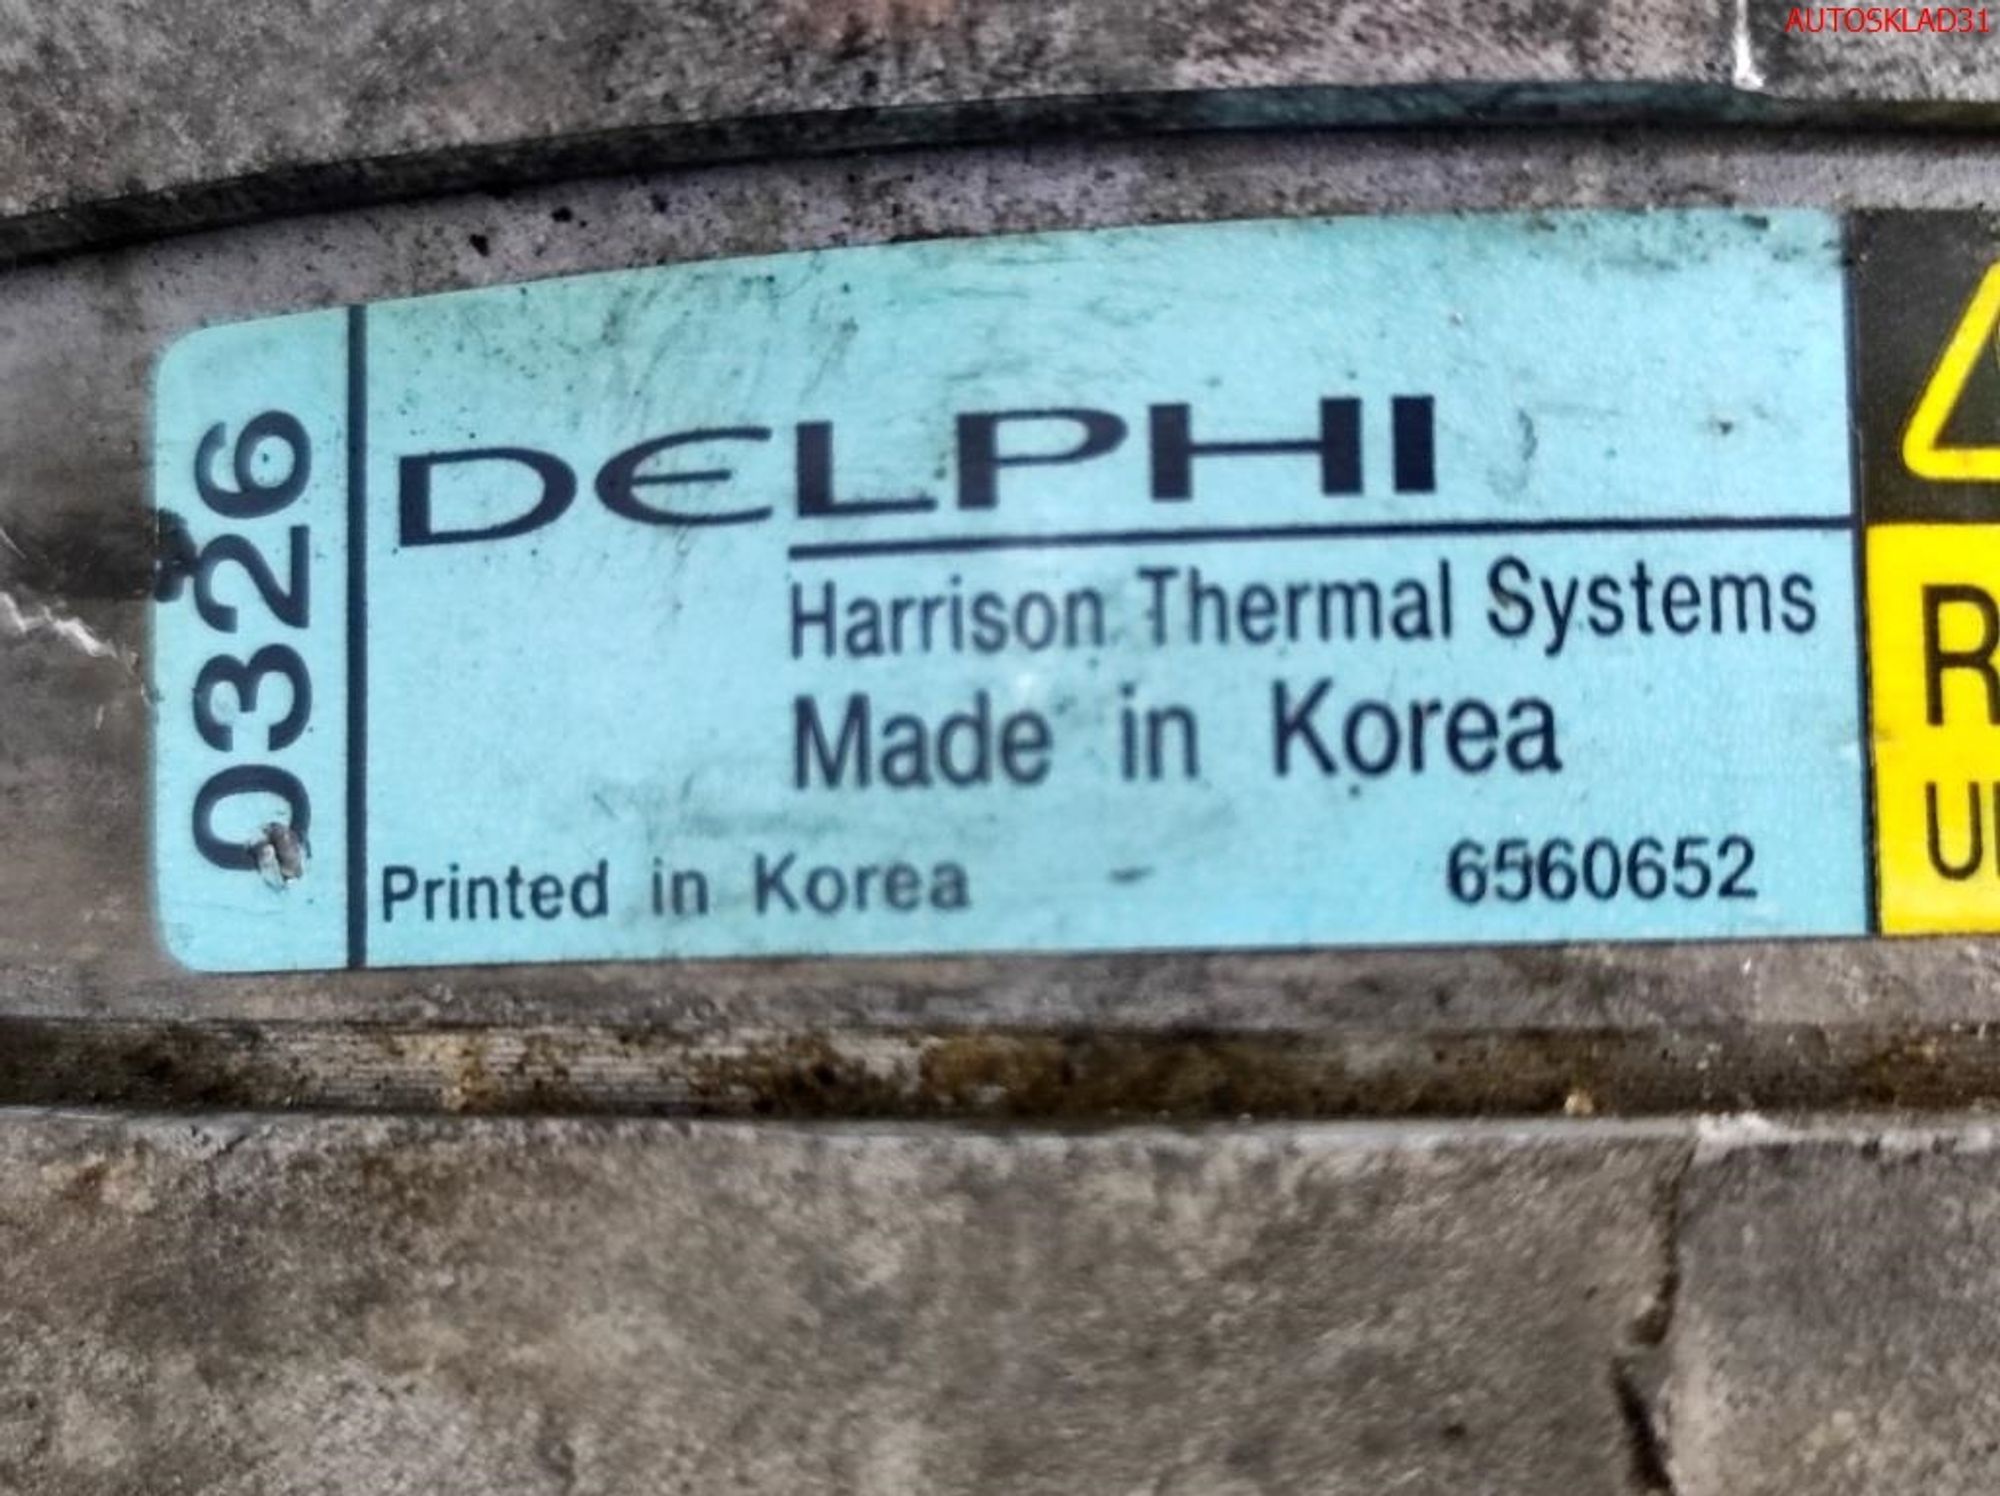 AUTOSKLAD31
0326
DELPHI
Harrison Thermal Systems
Made in Korea
Printed in Korea - 6560652